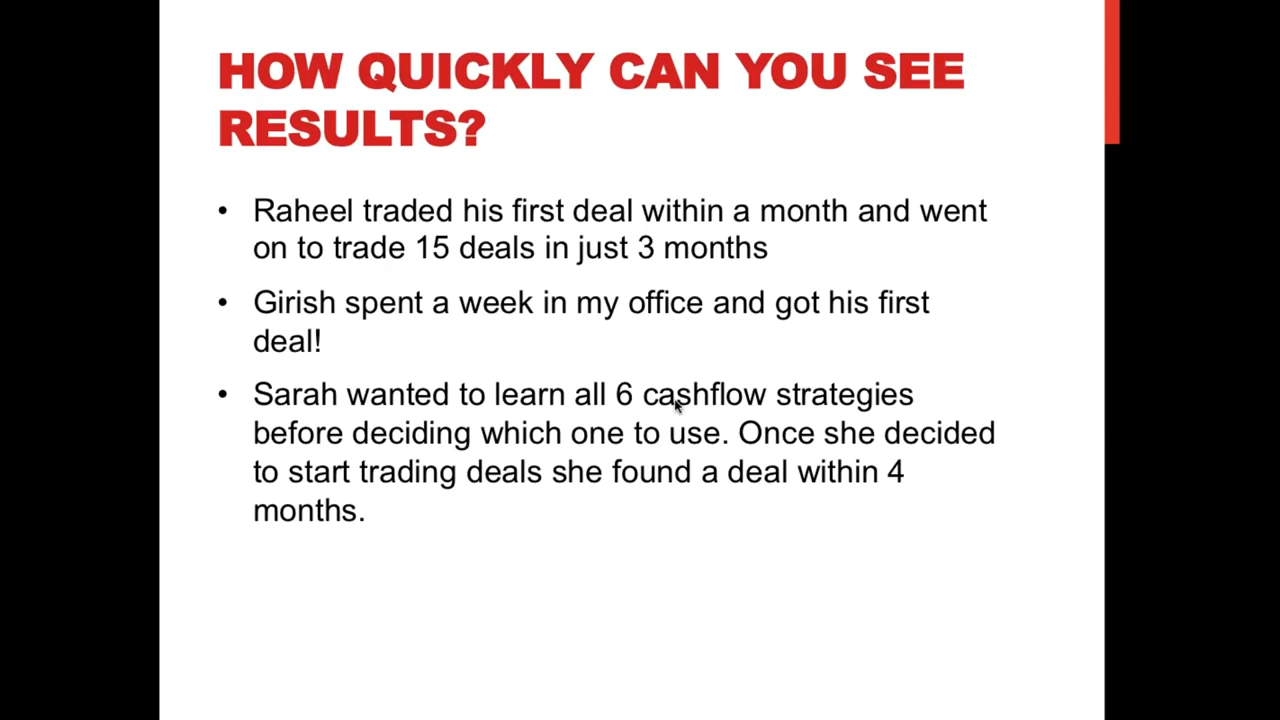 HOW QUICKLY CAN YOU SEE
RESULTS?
• Raheel traded his first deal within a month and went
on to trade 15 deals in just 3 months
• Girish spent a week in my office and got his first
deal!
• Sarah wanted to learn all 6 cashflow strategies
before deciding which one to use. Once she decided
to start trading deals she found a deal within 4
months.